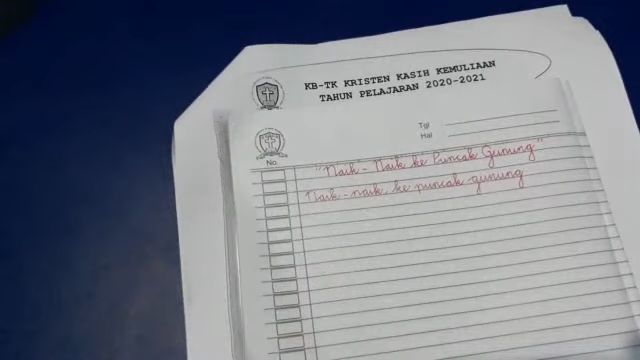 KB-TK KRISTEN KASIH KEMULIAAN
TAHUN PELAJARAN 2020-2021
Tgl
Hal
No.
"Naik - Naik ke Puncak Gunung"
Naik - naik ke puncak gunung